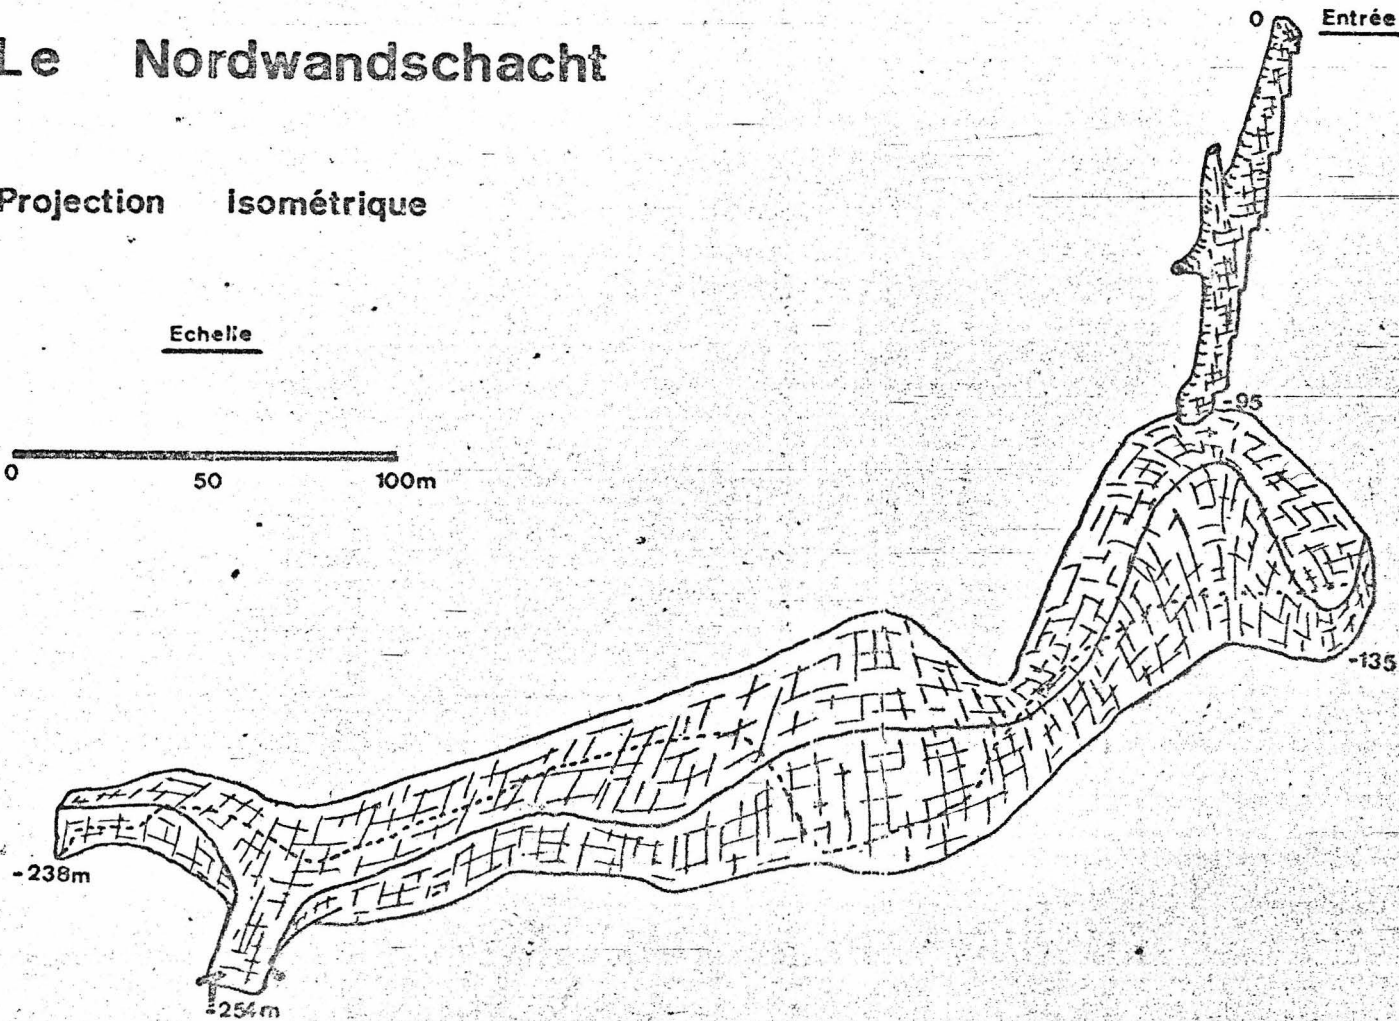 Le Nordwandschacht
0 Entrée
Projection Isométrique
Echelle
0 50 100m
-95
-135
-238m
-254m